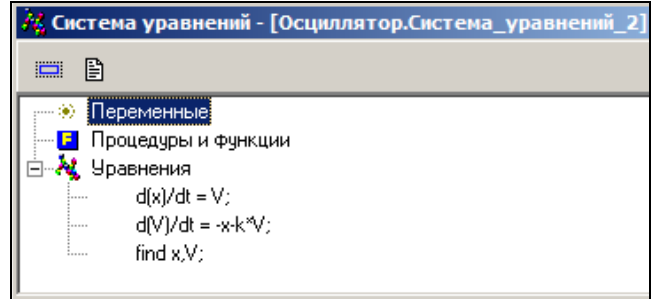 Система уравнений - [Осциллятор.Система_уравнений_2]
Переменные
F Процедуры и функции
Уравнения
d(x)/dt = V;
d(V)/dt = -x-k*V;
find x,V;